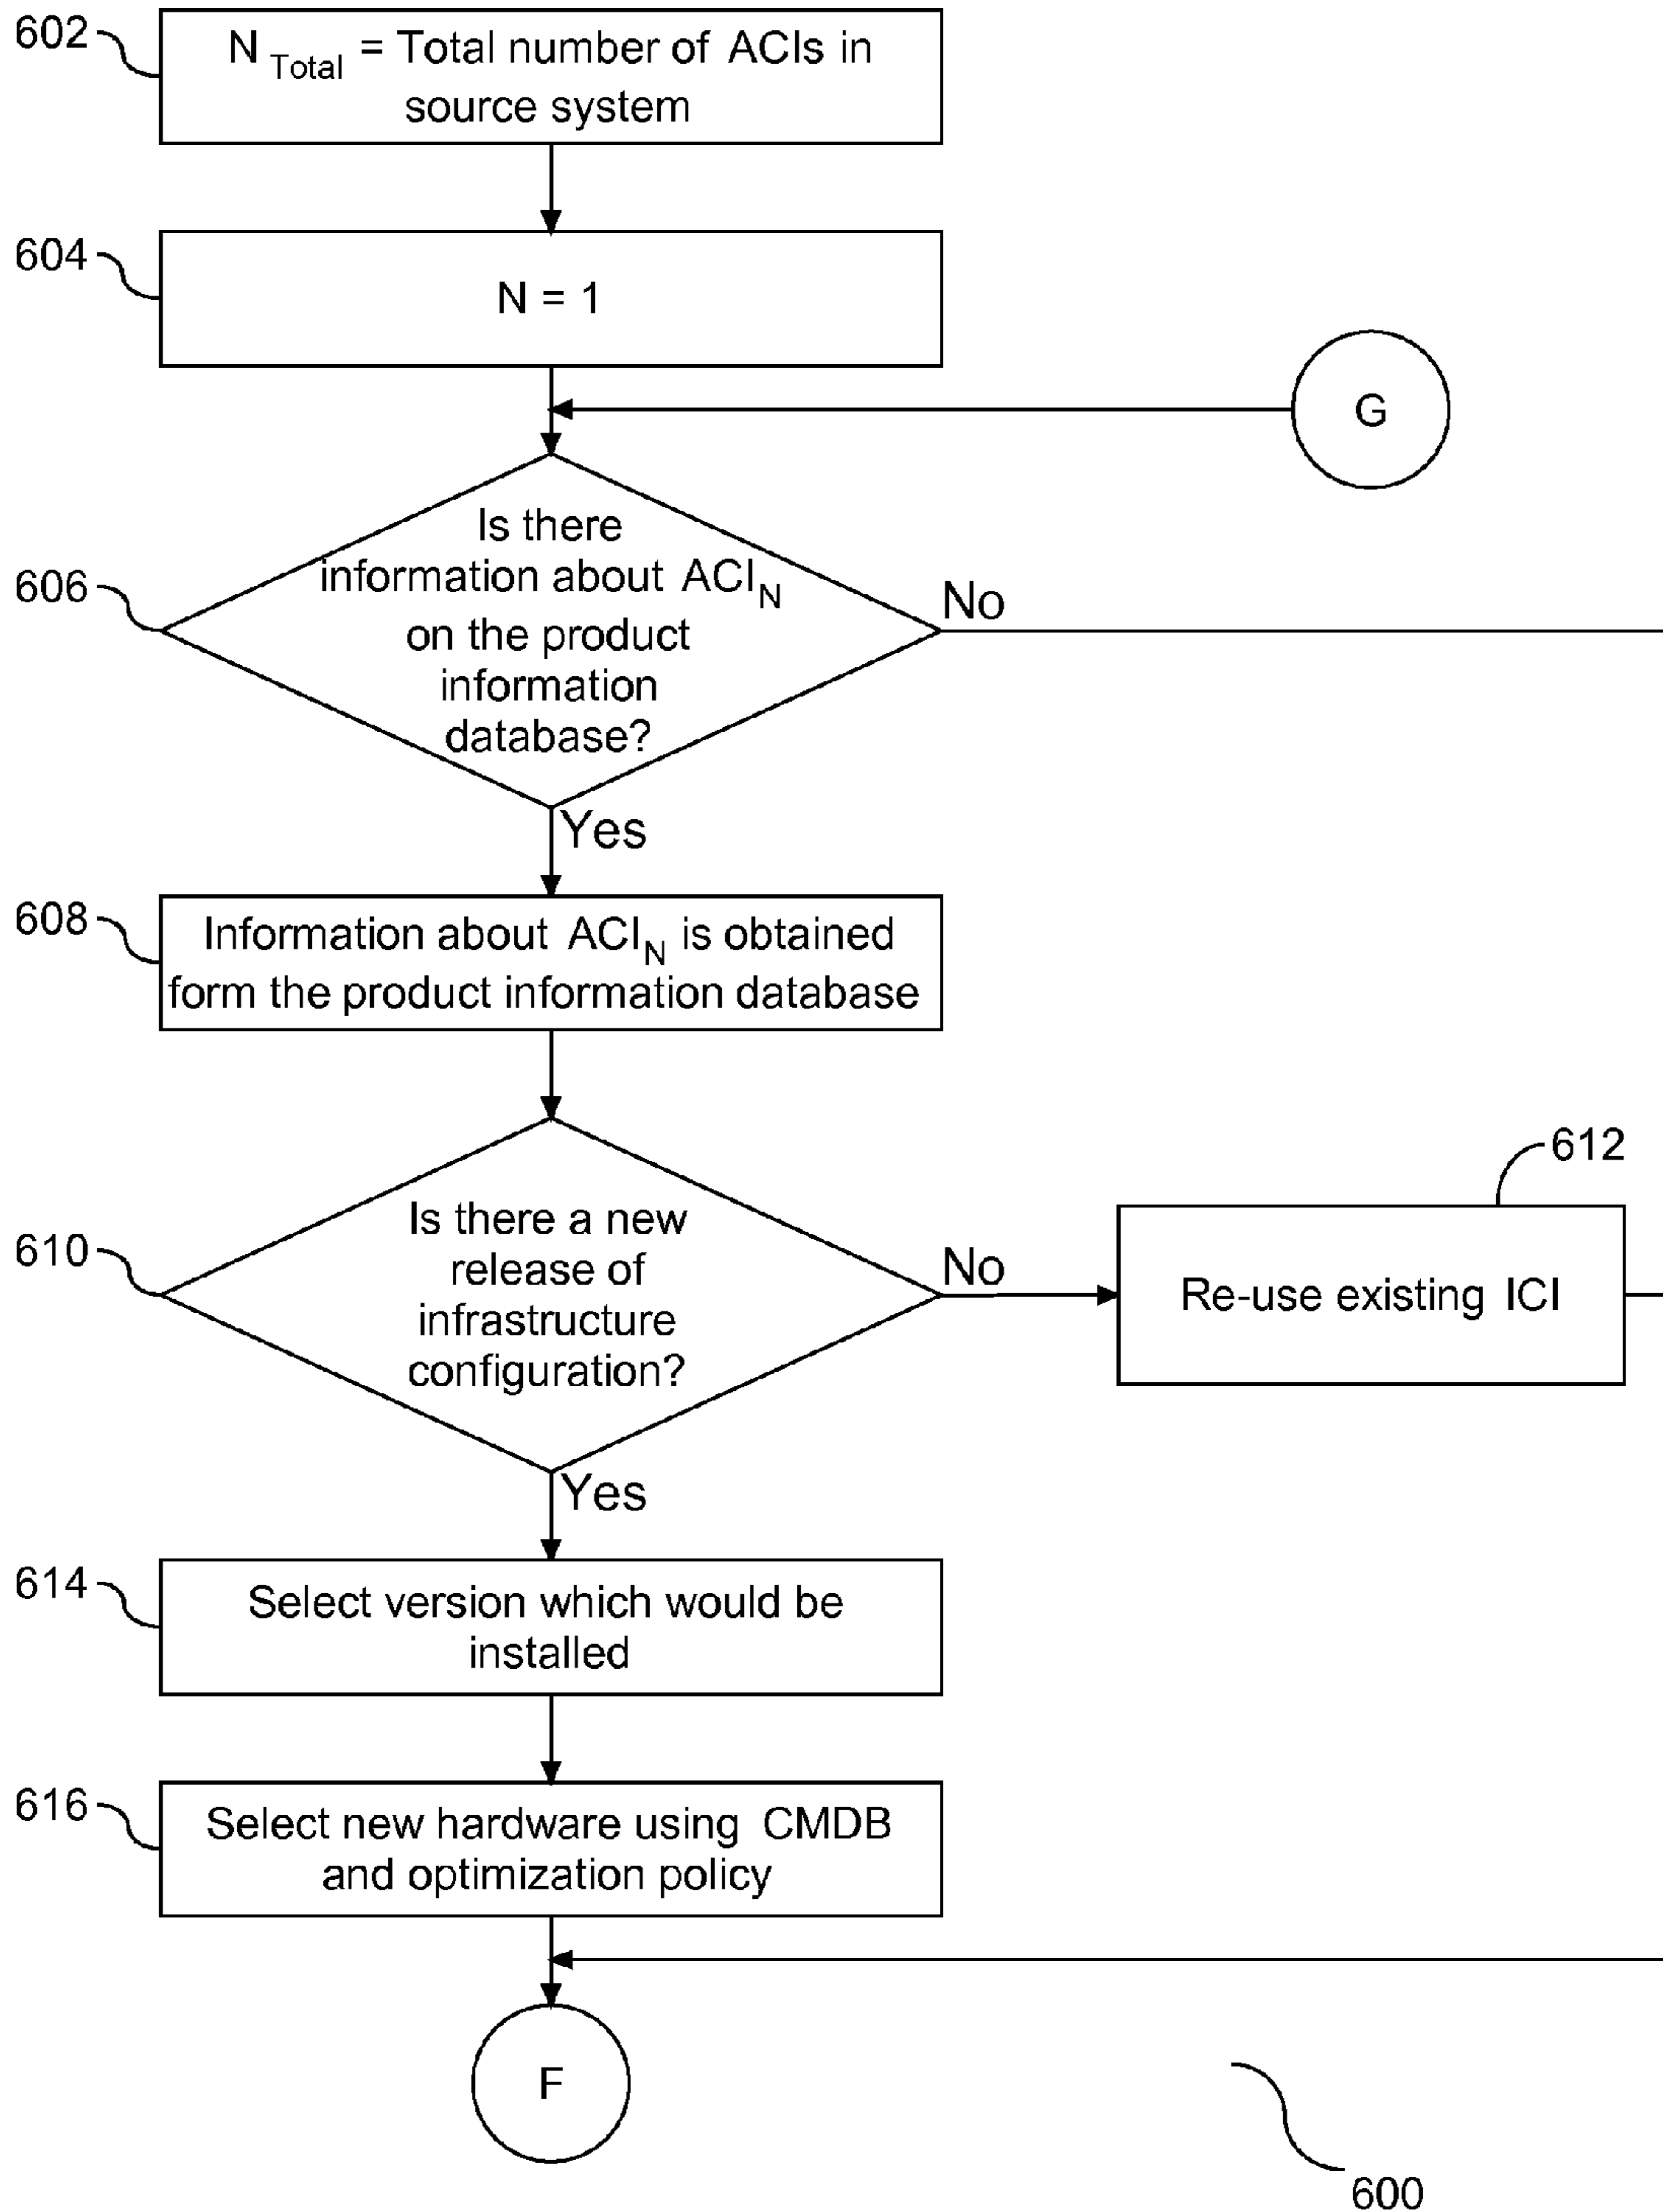 602
N Total = Total number of ACIs in
source system
604
N = 1
G
606
Is there
information about ACIN
on the product
information
database?
No
Yes
608
Information about ACIN is obtained
form the product information database
612
610
Is there a new
release of
infrastructure
configuration?
No
Re-use existing ICI
Yes
614
Select version which would be
installed
616
Select new hardware using CMDB
and optimization policy
F
600